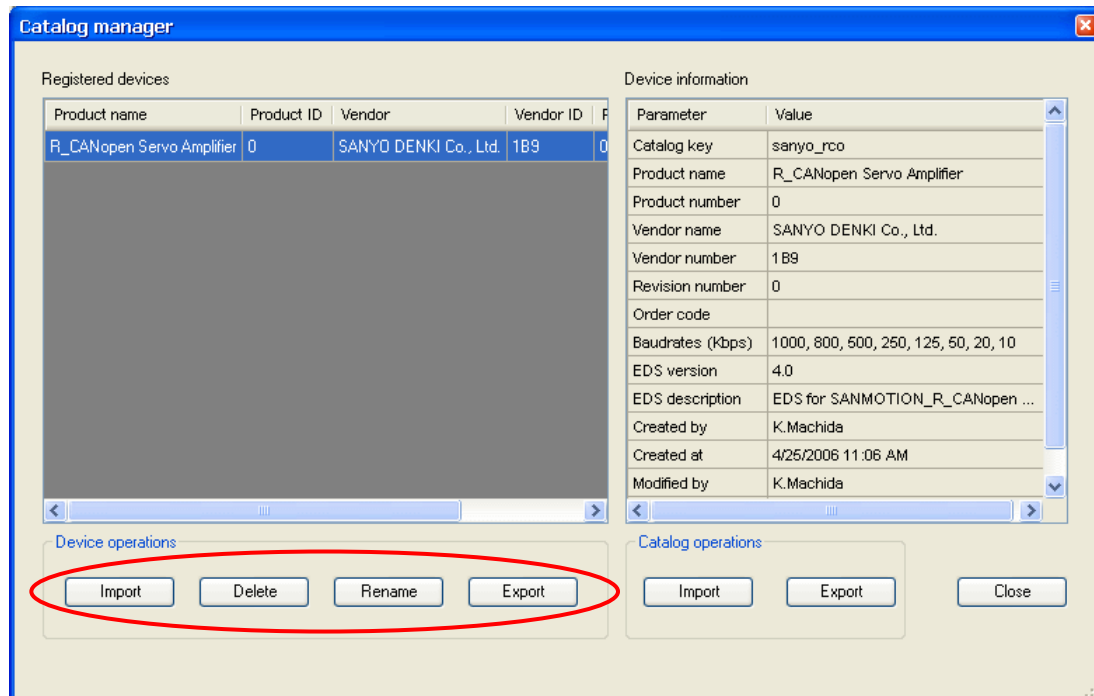 Catalog manager
Registered devices
Product name Product ID Vendor Vendor ID
R_CANopen Servo Amplifier 0 SANYO DENKI Co., Ltd. 1B9 0
Device information
Parameter Value
Catalog key sanyo_rco
Product name R_CANopen Servo Amplifier
Product number 0
Vendor name SANYO DENKI Co., Ltd.
Vendor number 1B9
Revision number 0
Order code
Baudrates (Kbps) 1000, 800, 500, 250, 125, 50, 20, 10
EDS version 4.0
EDS description EDS for SANMOTION_R_CANopen ...
Created by K.Machida
Created at 4/25/2006 11:06 AM
Modified by K.Machida
Device operations
Import Delete Rename Export
Catalog operations
Import Export
Close